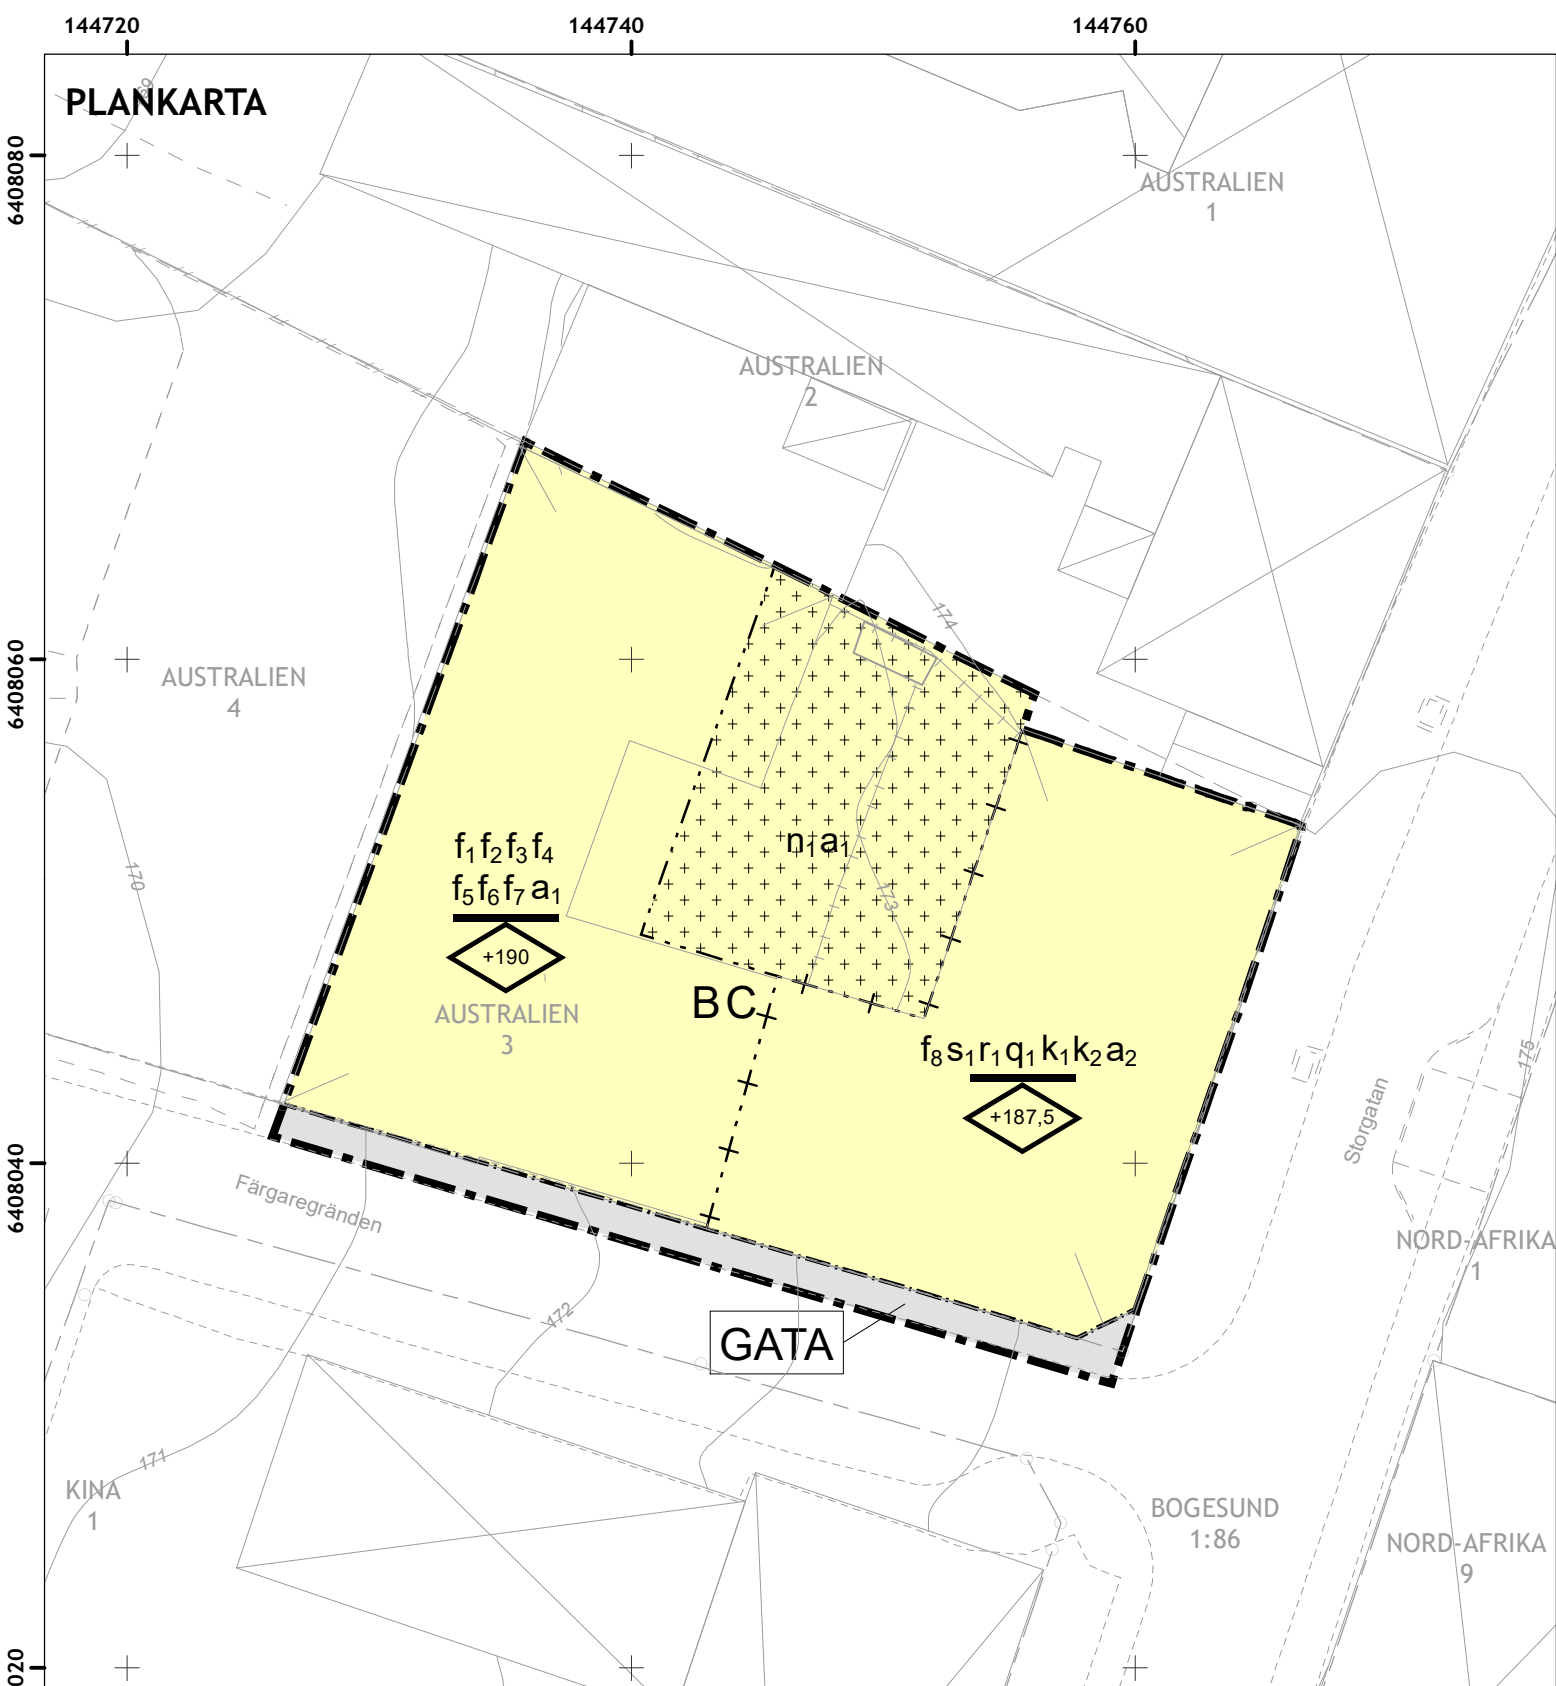 144720 144740 144760
PLANKARTA
69
6408080
AUSTRALIEN
1
AUSTRALIEN
2
174
6408060
AUSTRALIEN
4
170
f1f2f3f4
f5f6f7a1
+190
n1a1
173
BC
AUSTRALIEN
3
f8s1r1q1k1k2a2
+187,5
175
Storgatan
6408040
Färgaregränden
NORD-AFRIKA
1
172
GATA
171
KINA
1
BOGESUND
1:86
NORD-AFRIKA
9
020